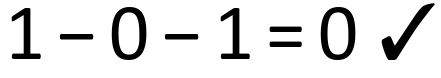 1 − 0 − 1 = 0 ✓